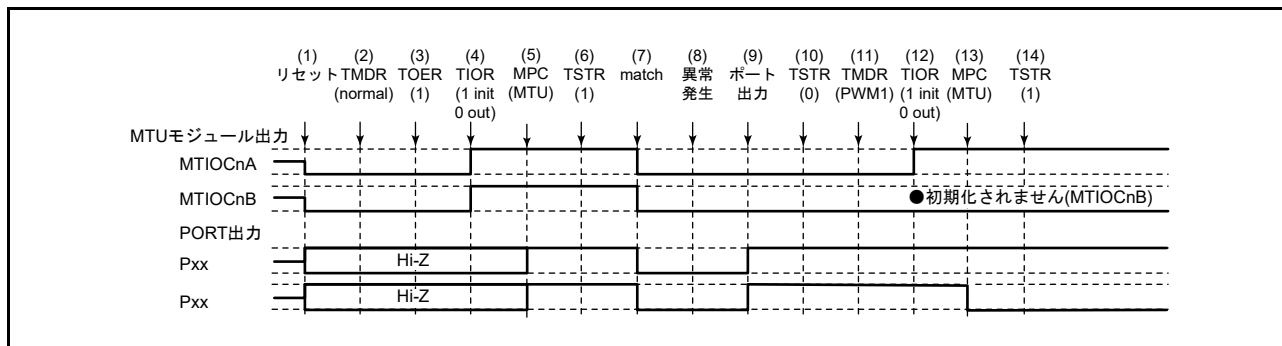 (1) (2) (3) (4) (5) (6) (7) (8) (9) (10) (11) (12) (13) (14)
リセット TMDR TOER TIOR MPC TSTR match 異常 ポート TSTR TMDR TIOR MPC TSTR
(normal) (1) (1 init (MTU) (1) 発生 出力 (0) (PWM1) (1 init (MTU) (1)
0 out) 0 out)
MTUモジュール出力
MTIOCnA
MTIOCnB ●初期化されません(MTIOCnB)
PORT出力
Pxx Hi-Z
Pxx Hi-Z